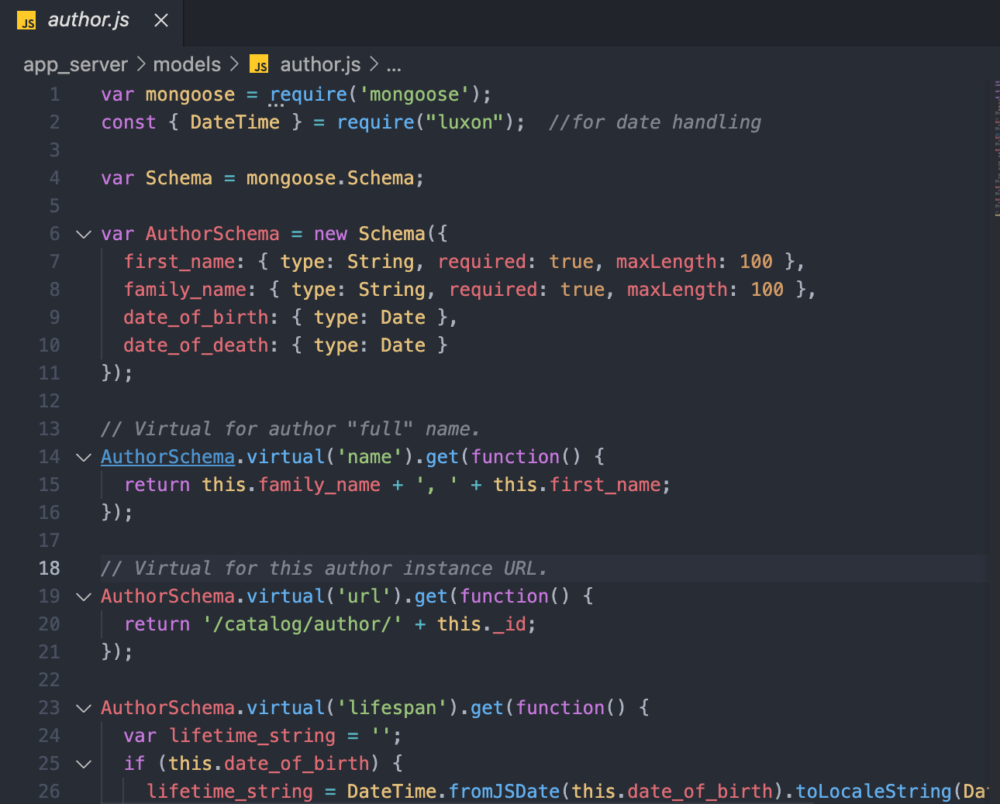 JS author.js ×
app_server > models > JS author.js > ...
1 var mongoose = require('mongoose');
2 const { DateTime } = require("luxon");  //for date handling
3
4 var Schema = mongoose.Schema;
5
6 var AuthorSchema = new Schema({
7   first_name: { type: String, required: true, maxLength: 100 },
8   family_name: { type: String, required: true, maxLength: 100 },
9   date_of_birth: { type: Date },
10   date_of_death: { type: Date }
11 });
12
13 // Virtual for author "full" name.
14 AuthorSchema.virtual('name').get(function() {
15   return this.family_name + ', ' + this.first_name;
16 });
17
18 // Virtual for this author instance URL.
19 AuthorSchema.virtual('url').get(function() {
20   return '/catalog/author/' + this._id;
21 });
22
23 AuthorSchema.virtual('lifespan').get(function() {
24   var lifetime_string = '';
25   if (this.date_of_birth) {
26     lifetime_string = DateTime.fromJSDate(this.date_of_birth).toLocaleString(Da